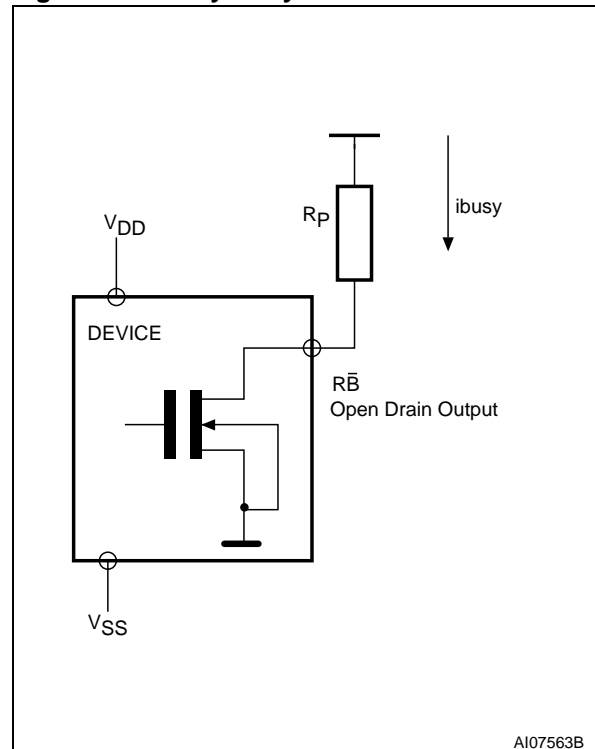 RP
ibusy
VDD
DEVICE
RB̅
Open Drain Output
VSS
AI07563B